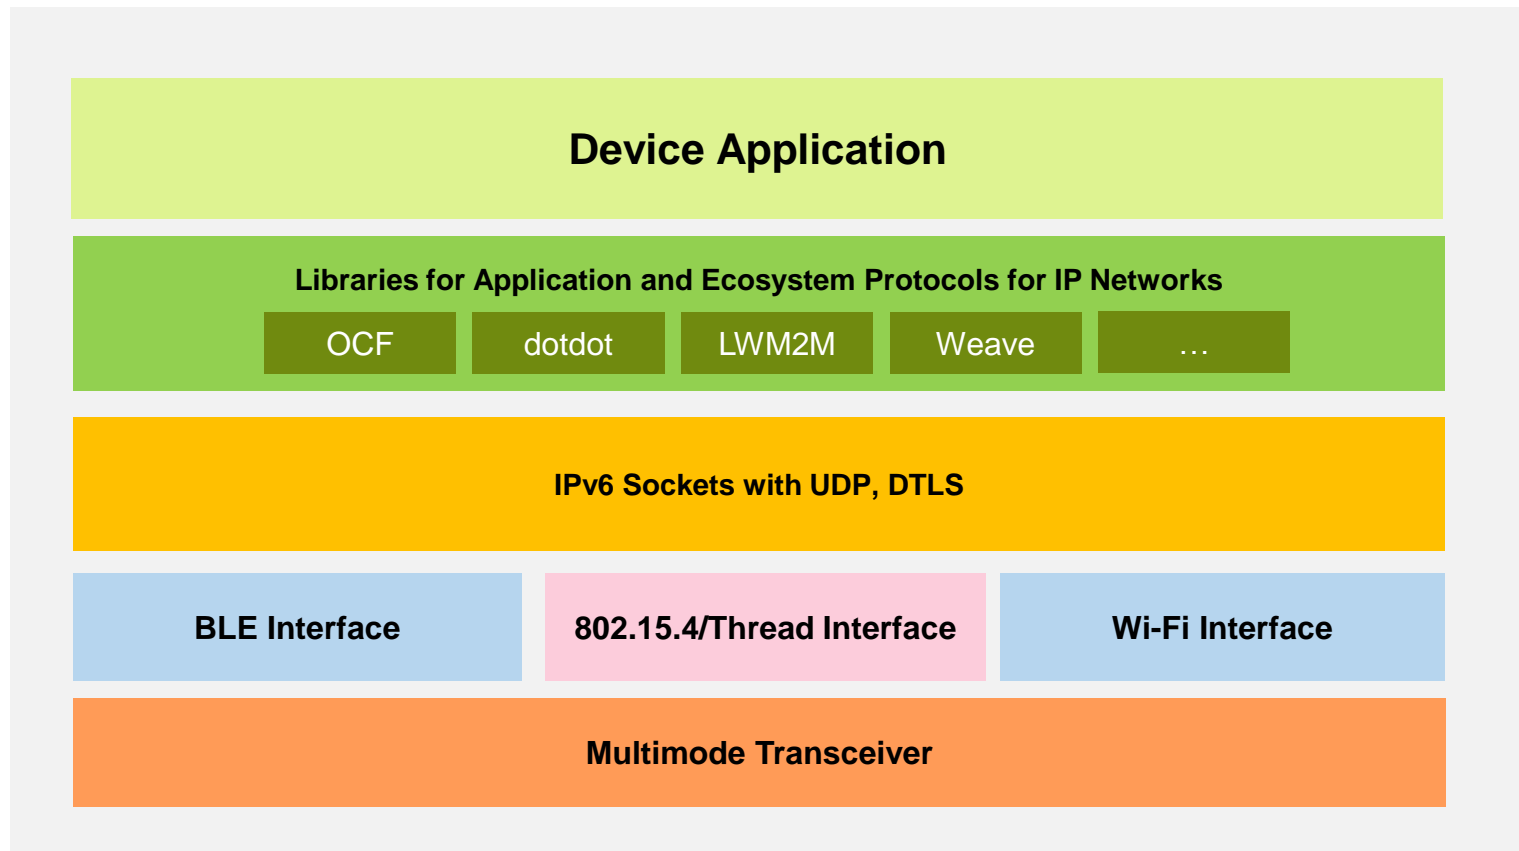 Device Application
Libraries for Application and Ecosystem Protocols for IP Networks
OCF dotdot LWM2M Weave …
IPv6 Sockets with UDP, DTLS
BLE Interface 802.15.4/Thread Interface Wi-Fi Interface
Multimode Transceiver